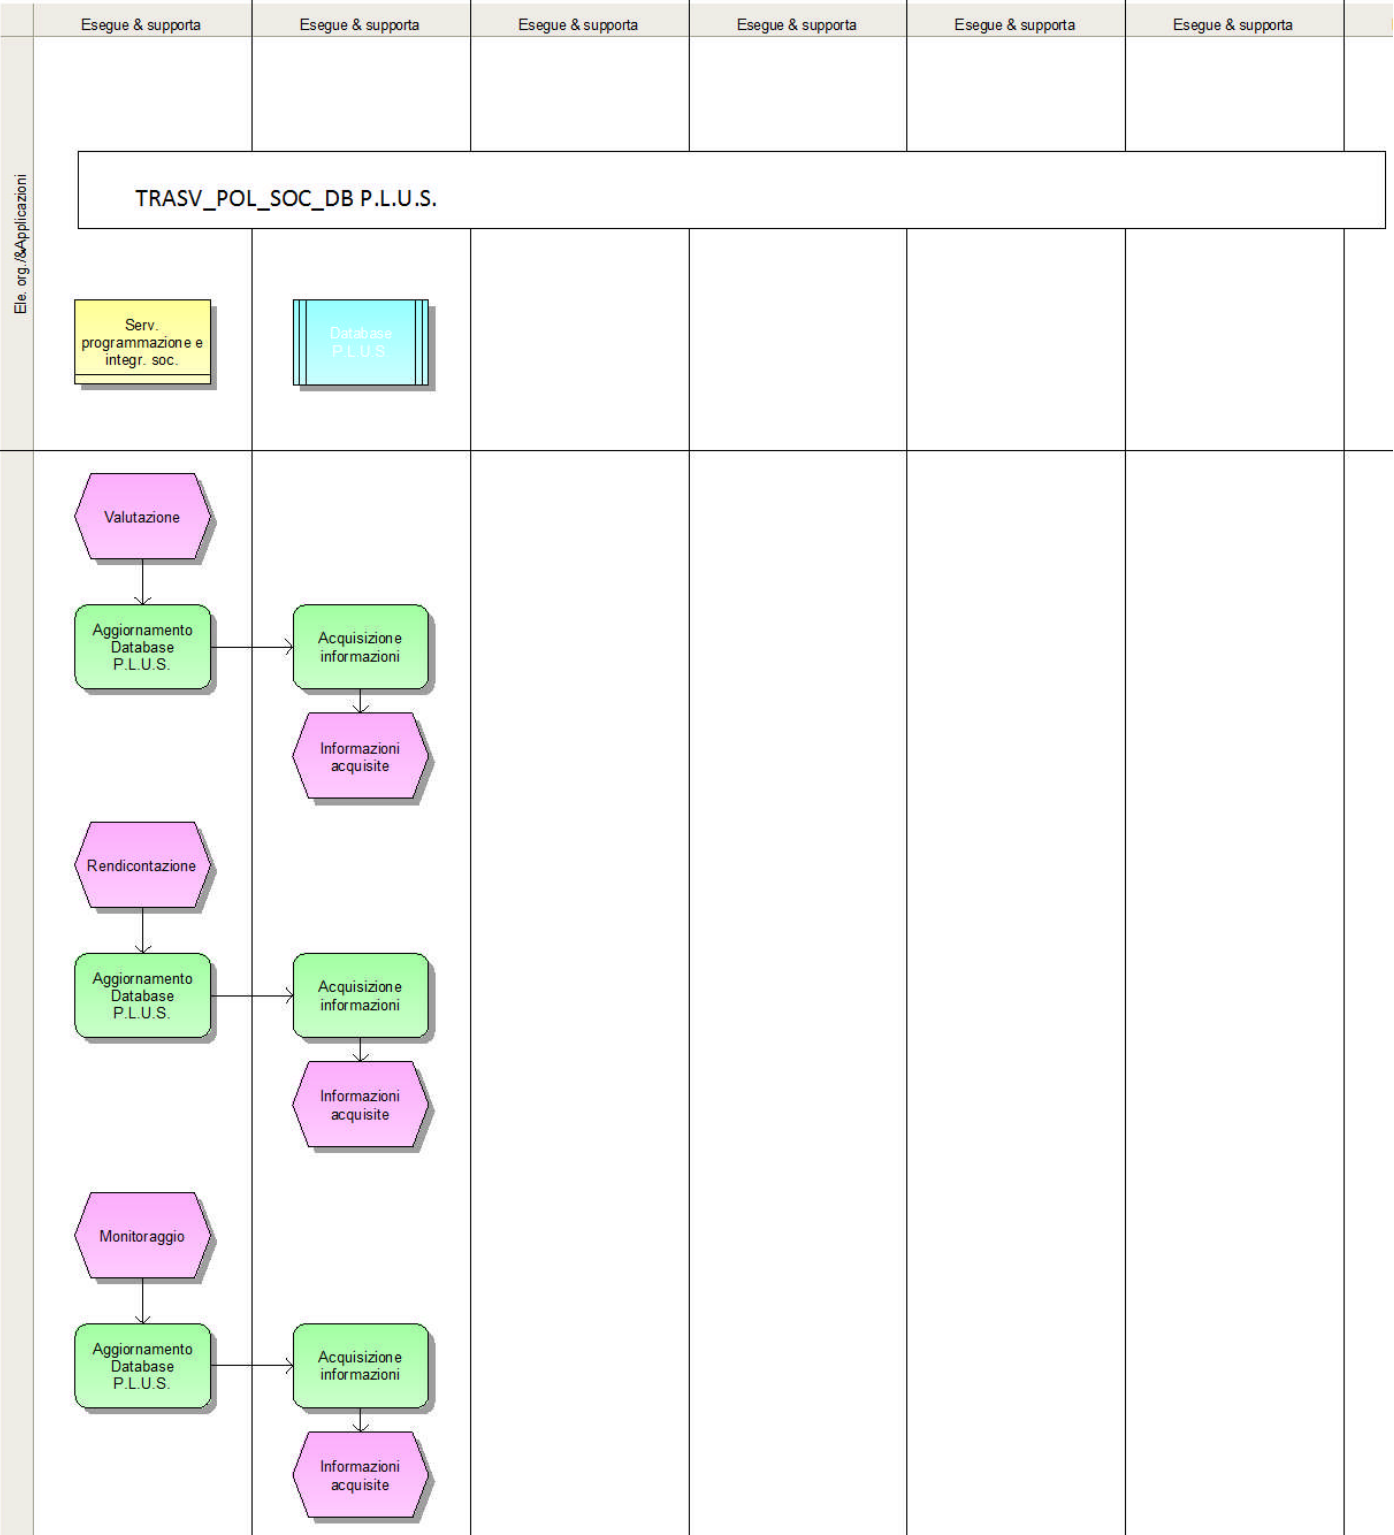 Esegue & supporta
Esegue & supporta
Esegue & supporta
Esegue & supporta
Esegue & supporta
Esegue & supporta
Ele. org./&Applicazioni
TRASV_POL_SOC_DB P.L.U.S.
Serv.
programmazione e
integr. soc.
Database
P.L.U.S.
Valutazione
Aggiornamento
Database
P.L.U.S.
Acquisizione
informazioni
Informazioni
acquisite
Rendicontazione
Aggiornamento
Database
P.L.U.S.
Acquisizione
informazioni
Informazioni
acquisite
Monitoraggio
Aggiornamento
Database
P.L.U.S.
Acquisizione
informazioni
Informazioni
acquisite